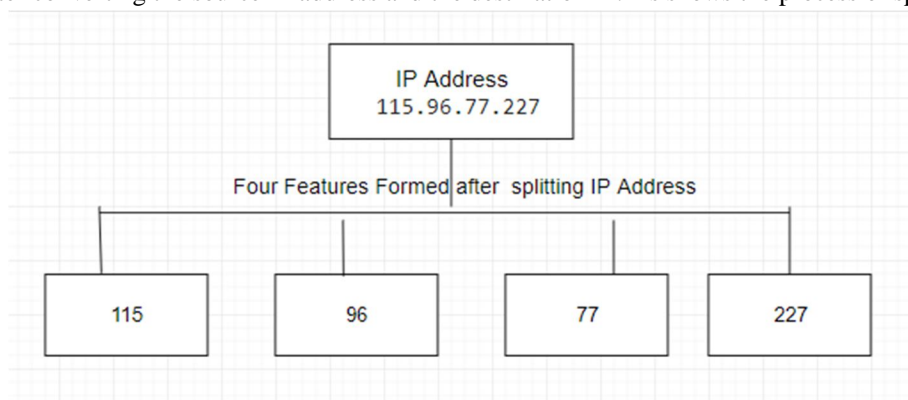 IP Address
115.96.77.227
Four Features Formed after splitting IP Address
115
96
77
227